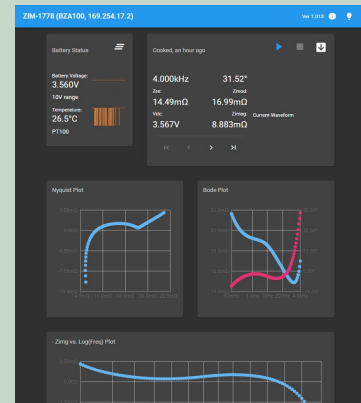 ZIM-1778 (BZA100, 169.254.17.2)
Ver 1.013
Battery Status
Cooked, an hour ago
Battery Voltage:
3.560V
10V range
Temperature:
26.5°C
PT100
4.000kHz 31.52°
Zre: Zmod:
14.49mΩ 16.99mΩ
Vdc: Zimag:
3.567V 8.883mΩ
Current Waveform
Nyquist Plot
Bode Plot
- Zimg vs. Log(Freq) Plot